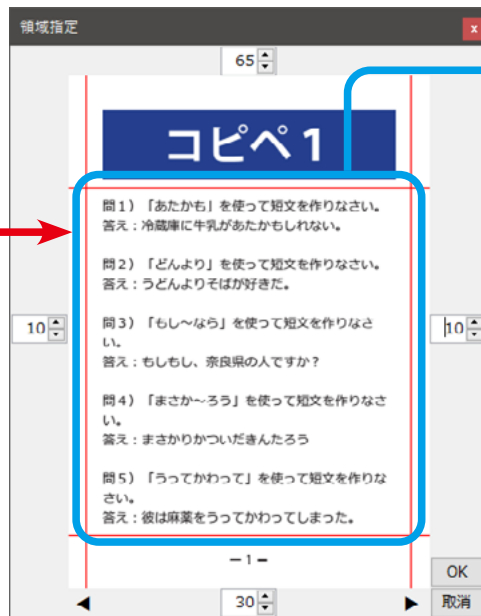 領域指定
x
65
コピペ1
問1）「あたかも」を使って短文を作りなさい。
答え：冷蔵庫に牛乳があたかもしれない。
問2）「どんより」を使って短文を作りなさい。
答え：うどんよりそばが好きだ。
10
10
問3）「もし～なら」を使って短文を作りなさ
い。
答え：もしもし、奈良県の人ですか？
問4）「まさか～ろう」を使って短文を作りなさ
い。
答え：まさかりかついだきんたろう
問5）「うってかわって」を使って短文を作りな
さい。
答え：彼は麻薬をうってかわってしまった。
－1－
OK
30
取消